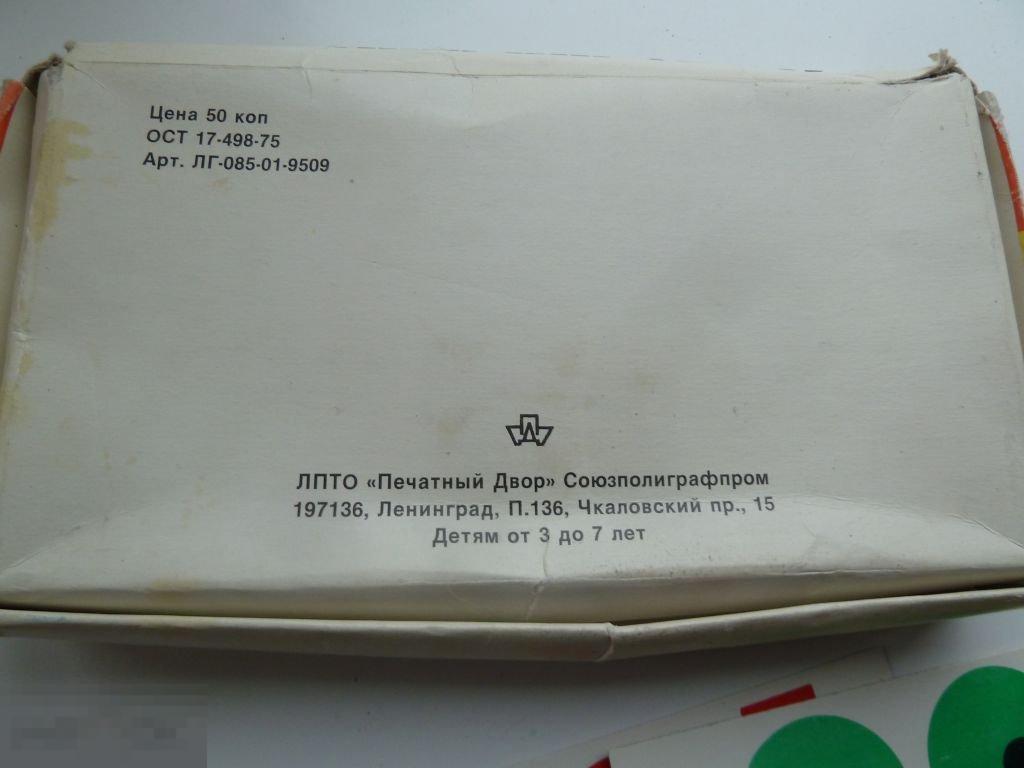 Цена 50 коп
ОСТ 17-498-75
Арт. ЛГ-085-01-9509
ЛПТО «Печатный Двор» Союзполиграфпром
197136, Ленинград, П.136, Чкаловский пр., 15
Детям от 3 до 7 лет